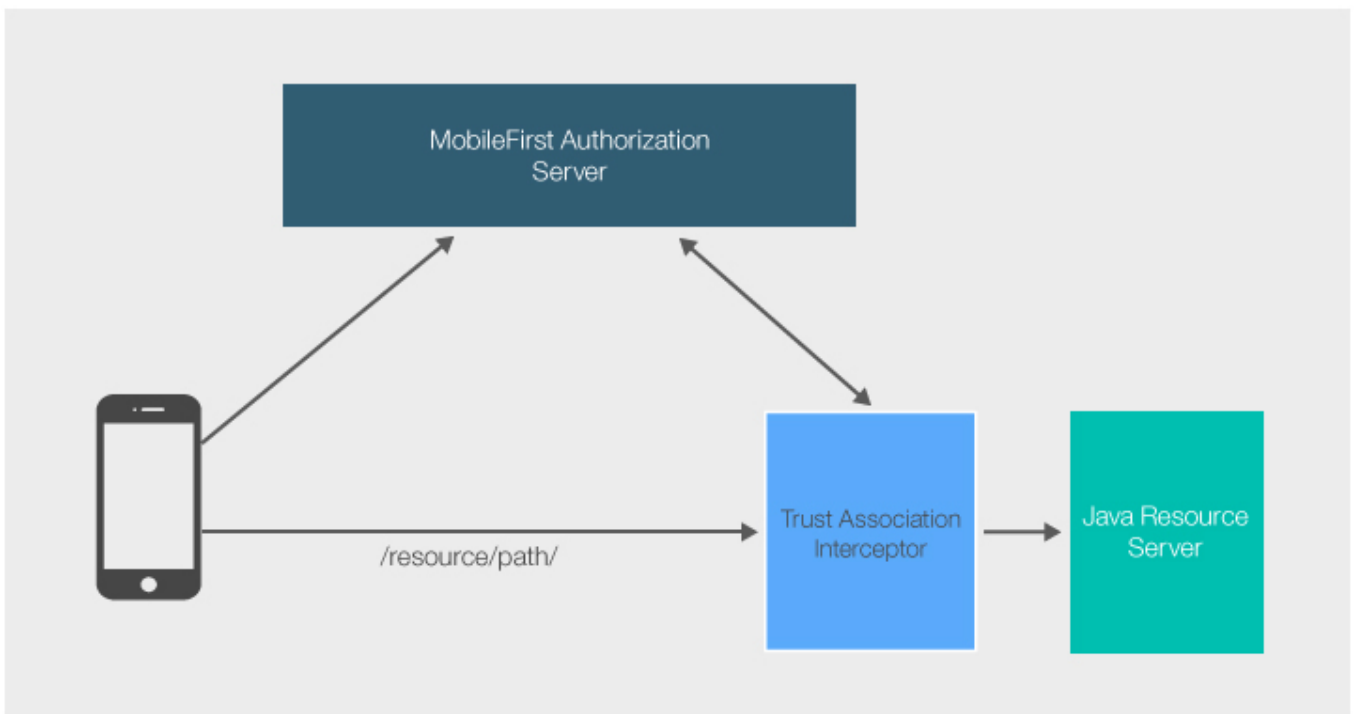 MobileFirst Authorization
Server
/resource/path/
Trust Association
Interceptor
Java Resource
Server